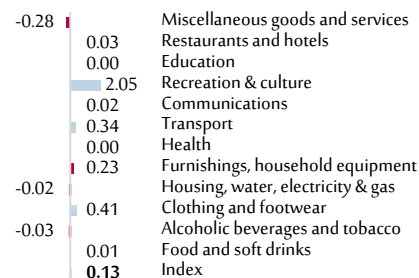 -0.28 Miscellaneous goods and services
0.03 Restaurants and hotels
0.00 Education
2.05 Recreation & culture
0.02 Communications
0.34 Transport
0.00 Health
0.23 Furnishings, household equipment
-0.02 Housing, water, electricity & gas
0.41 Clothing and footwear
-0.03 Alcoholic beverages and tobacco
0.01 Food and soft drinks
0.13 Index